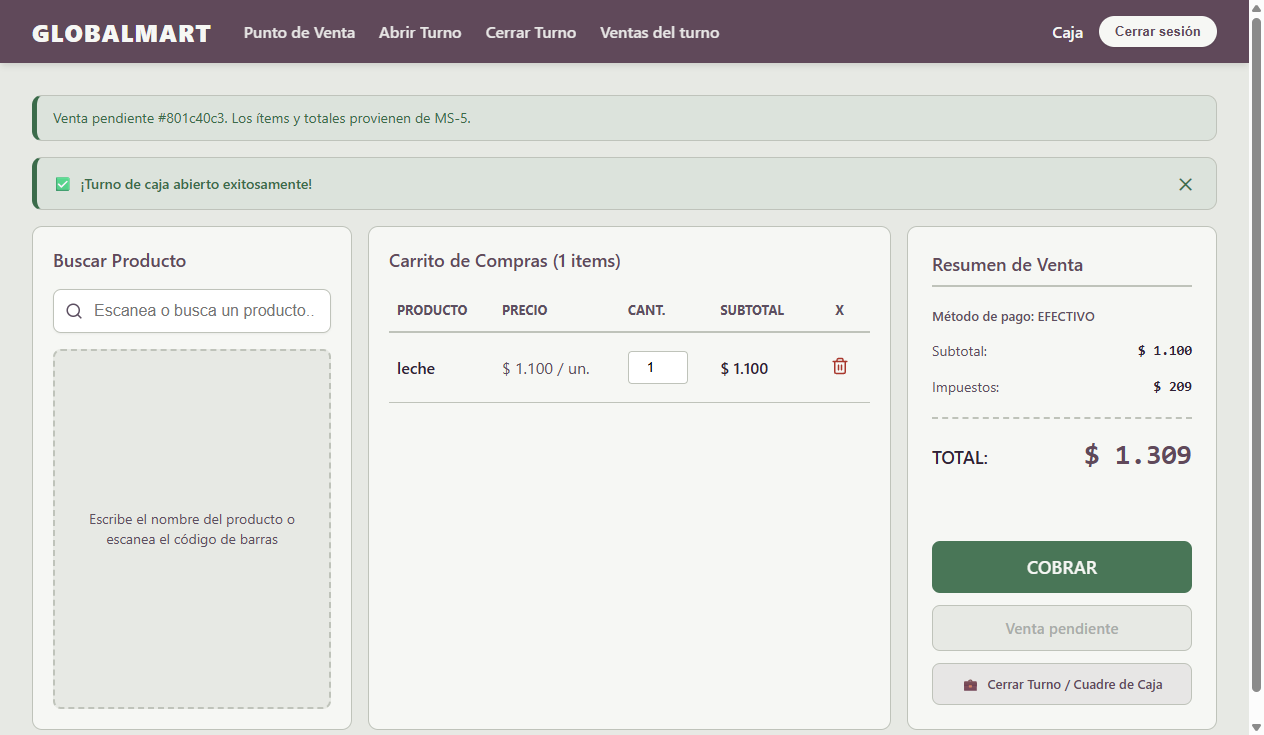 GLOBALMART Punto de Venta Abrir Turno Cerrar Turno Ventas del turno Caja Cerrar sesión
Venta pendiente #801c40c3. Los ítems y totales provienen de MS-5.
✅ ¡Turno de caja abierto exitosamente!
Buscar Producto
Escanea o busca un producto..
Escribe el nombre del producto o
escanea el código de barras
Carrito de Compras (1 items)
PRODUCTO PRECIO CANT. SUBTOTAL X
leche $ 1.100 / un. 1 $ 1.100
Resumen de Venta
Método de pago: EFECTIVO
Subtotal: $ 1.100
Impuestos: $ 209
TOTAL: $ 1.309
COBRAR
Venta pendiente
Cerrar Turno / Cuadre de Caja